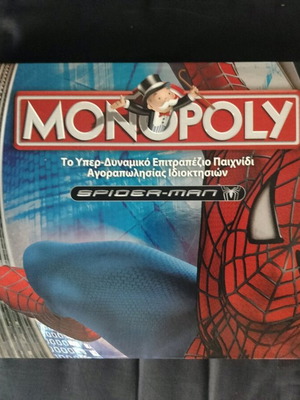 MONOPOLY
Το Υπερ-Δυναμικό Επιτραπέζιο Παιχνίδι
Αγοραπωλησίας Ιδιοκτησιών
SPIDER-MAN